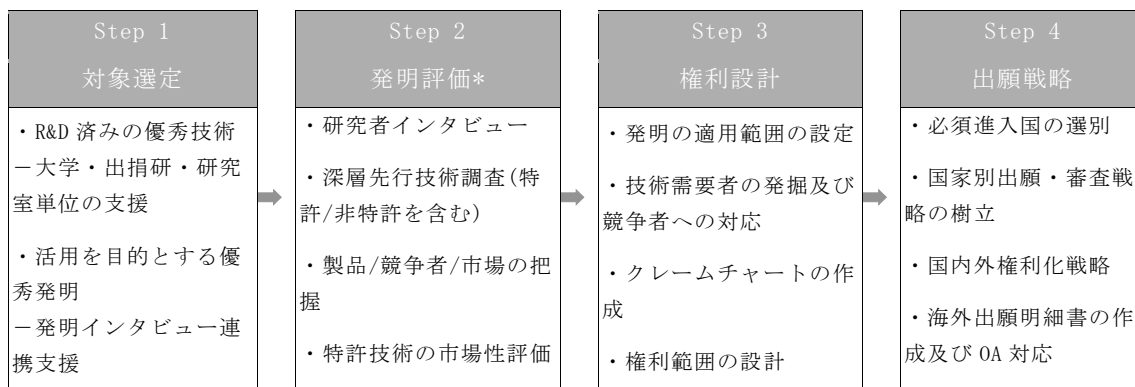 Step 1
対象選定
・R&D 済みの優秀技術
－大学・出捐研・研究
室単位の支援
・活用を目的とする優
秀発明
－発明インタビュー連
携支援
Step 2
発明評価*
・研究者インタビュー
・深層先行技術調査(特
許/非特許を含む)
・製品/競争者/市場の把
握
・特許技術の市場性評価
Step 3
権利設計
・発明の適用範囲の設定
・技術需要者の発掘及び
競争者への対応
・クレームチャートの作
成
・権利範囲の設計
Step 4
出願戦略
・必須進入国の選別
・国家別出願・審査戦
略の樹立
・国内外権利化戦略
・海外出願明細書の作
成及び OA 対応